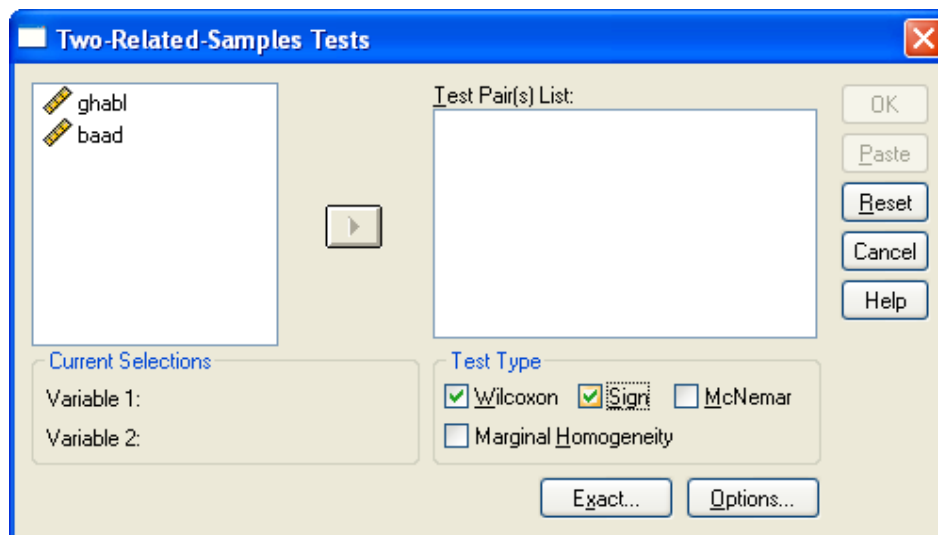 Two-Related-Samples Tests
ghabl
baad
Test Pair(s) List:
OK
Paste
Reset
Cancel
Help
Current Selections
Variable 1:
Variable 2:
Test Type
Wilcoxon Sign McNemar
Marginal Homogeneity
Exact... Options...